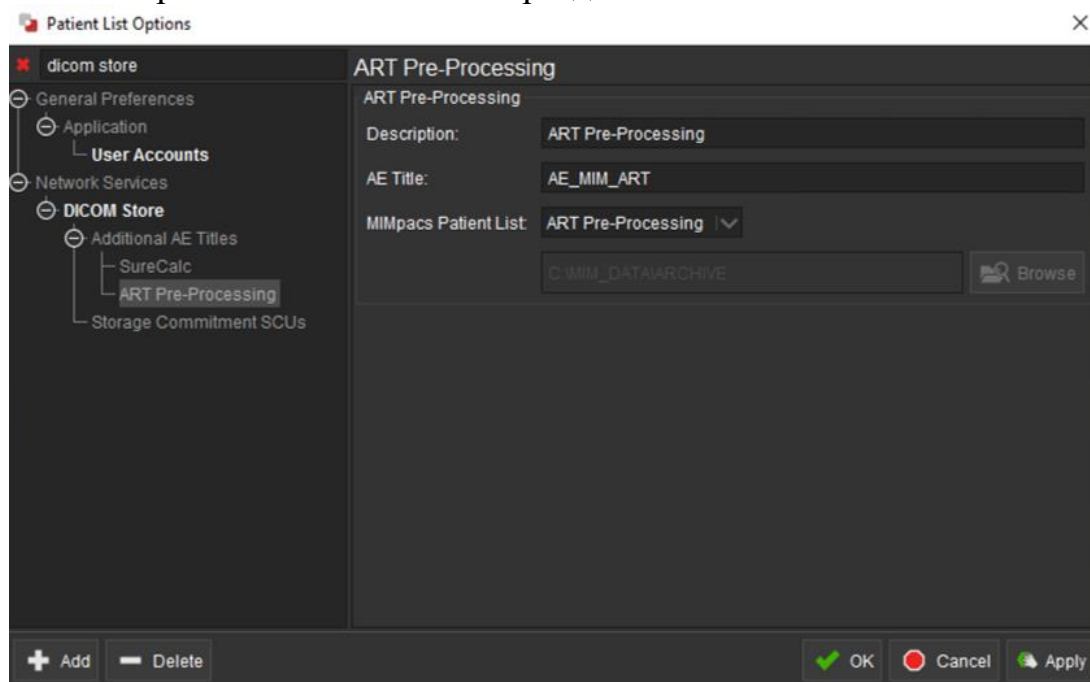 Patient List Options
dicom store
General Preferences
Application
User Accounts
Network Services
DICOM Store
Additional AE Titles
SureCalc
ART Pre-Processing
Storage Commitment SCUs
ART Pre-Processing
ART Pre-Processing
Description: ART Pre-Processing
AE Title: AE_MIM_ART
MIMpacs Patient List: ART Pre-Processing
C:\MIM_DATA\ARCHIVE Browse
Add Delete OK Cancel Apply